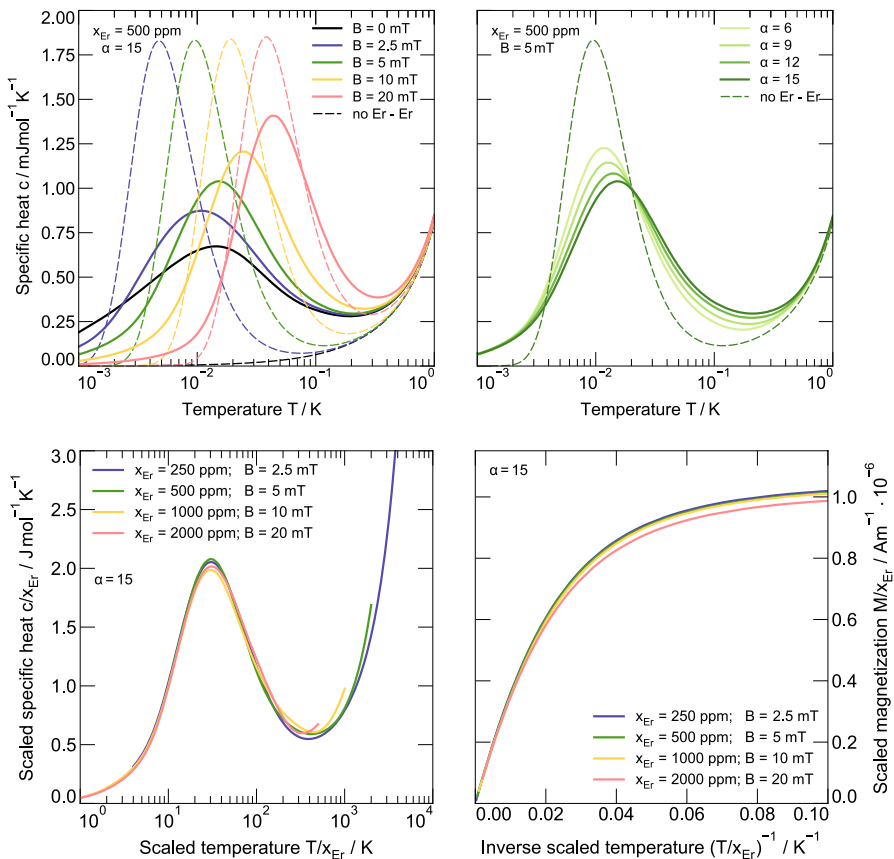 x_Er = 500 ppm
α = 15
B = 0 mT
B = 2.5 mT
B = 5 mT
B = 10 mT
B = 20 mT
no Er - Er
2.00
1.75
1.50
1.25
1.00
0.75
0.50
0.25
0.00
Specific heat c / mJmol⁻¹K⁻¹
10⁻³ 10⁻² 10⁻¹ 10⁰
Temperature T / K
x_Er = 500 ppm
B = 5 mT
α = 6
α = 9
α = 12
α = 15
no Er - Er
10⁻³ 10⁻² 10⁻¹ 10⁰
Temperature T / K
x_Er = 250 ppm; B = 2.5 mT
x_Er = 500 ppm; B = 5 mT
x_Er = 1000 ppm; B = 10 mT
x_Er = 2000 ppm; B = 20 mT
α = 15
3.0
2.5
2.0
1.5
1.0
0.5
0.0
Scaled specific heat c/x_Er / Jmol⁻¹K⁻¹
10⁰ 10¹ 10² 10³ 10⁴
Scaled temperature T/x_Er / K
α = 15
x_Er = 250 ppm; B = 2.5 mT
x_Er = 500 ppm; B = 5 mT
x_Er = 1000 ppm; B = 10 mT
x_Er = 2000 ppm; B = 20 mT
1.0
0.8
0.6
0.4
0.2
0
Scaled magnetization M/x_Er / Am⁻¹ · 10⁻⁶
0.00 0.02 0.04 0.06 0.08 0.10
Inverse scaled temperature (T/x_Er)⁻¹ / K⁻¹